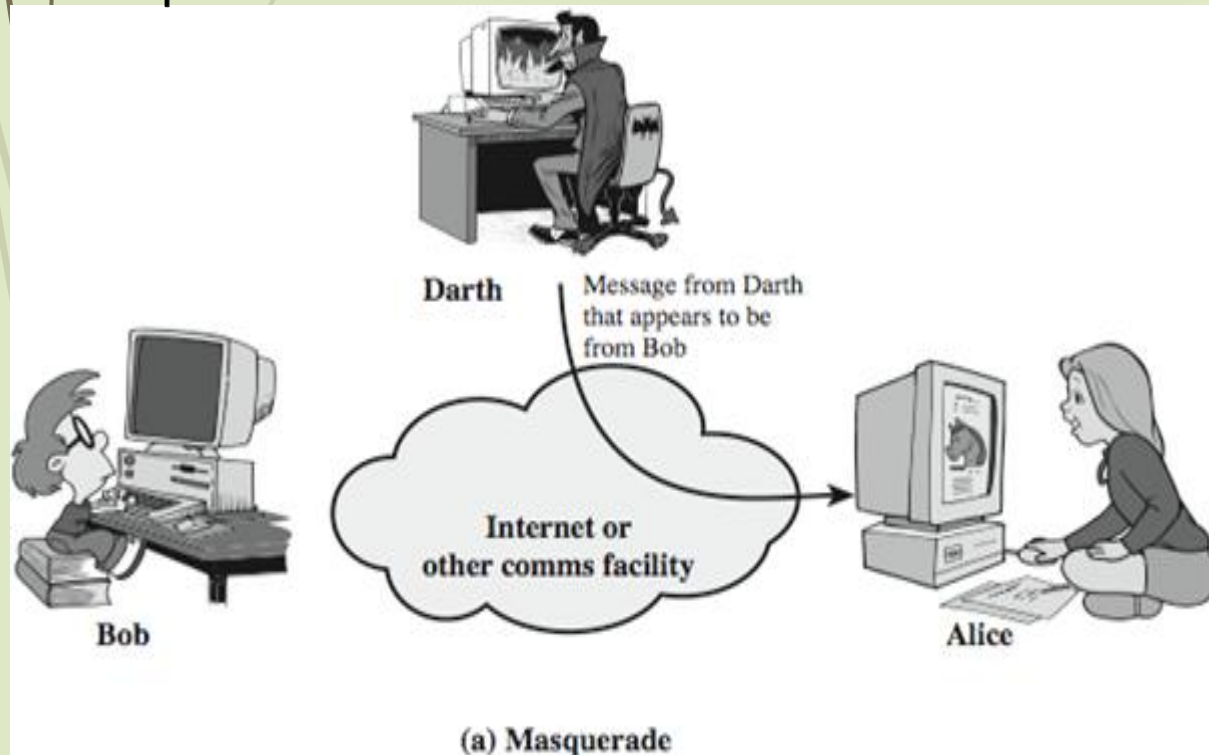 Darth
Message from Darth
that appears to be
from Bob
Internet or
other comms facility
Bob
Alice
(a) Masquerade